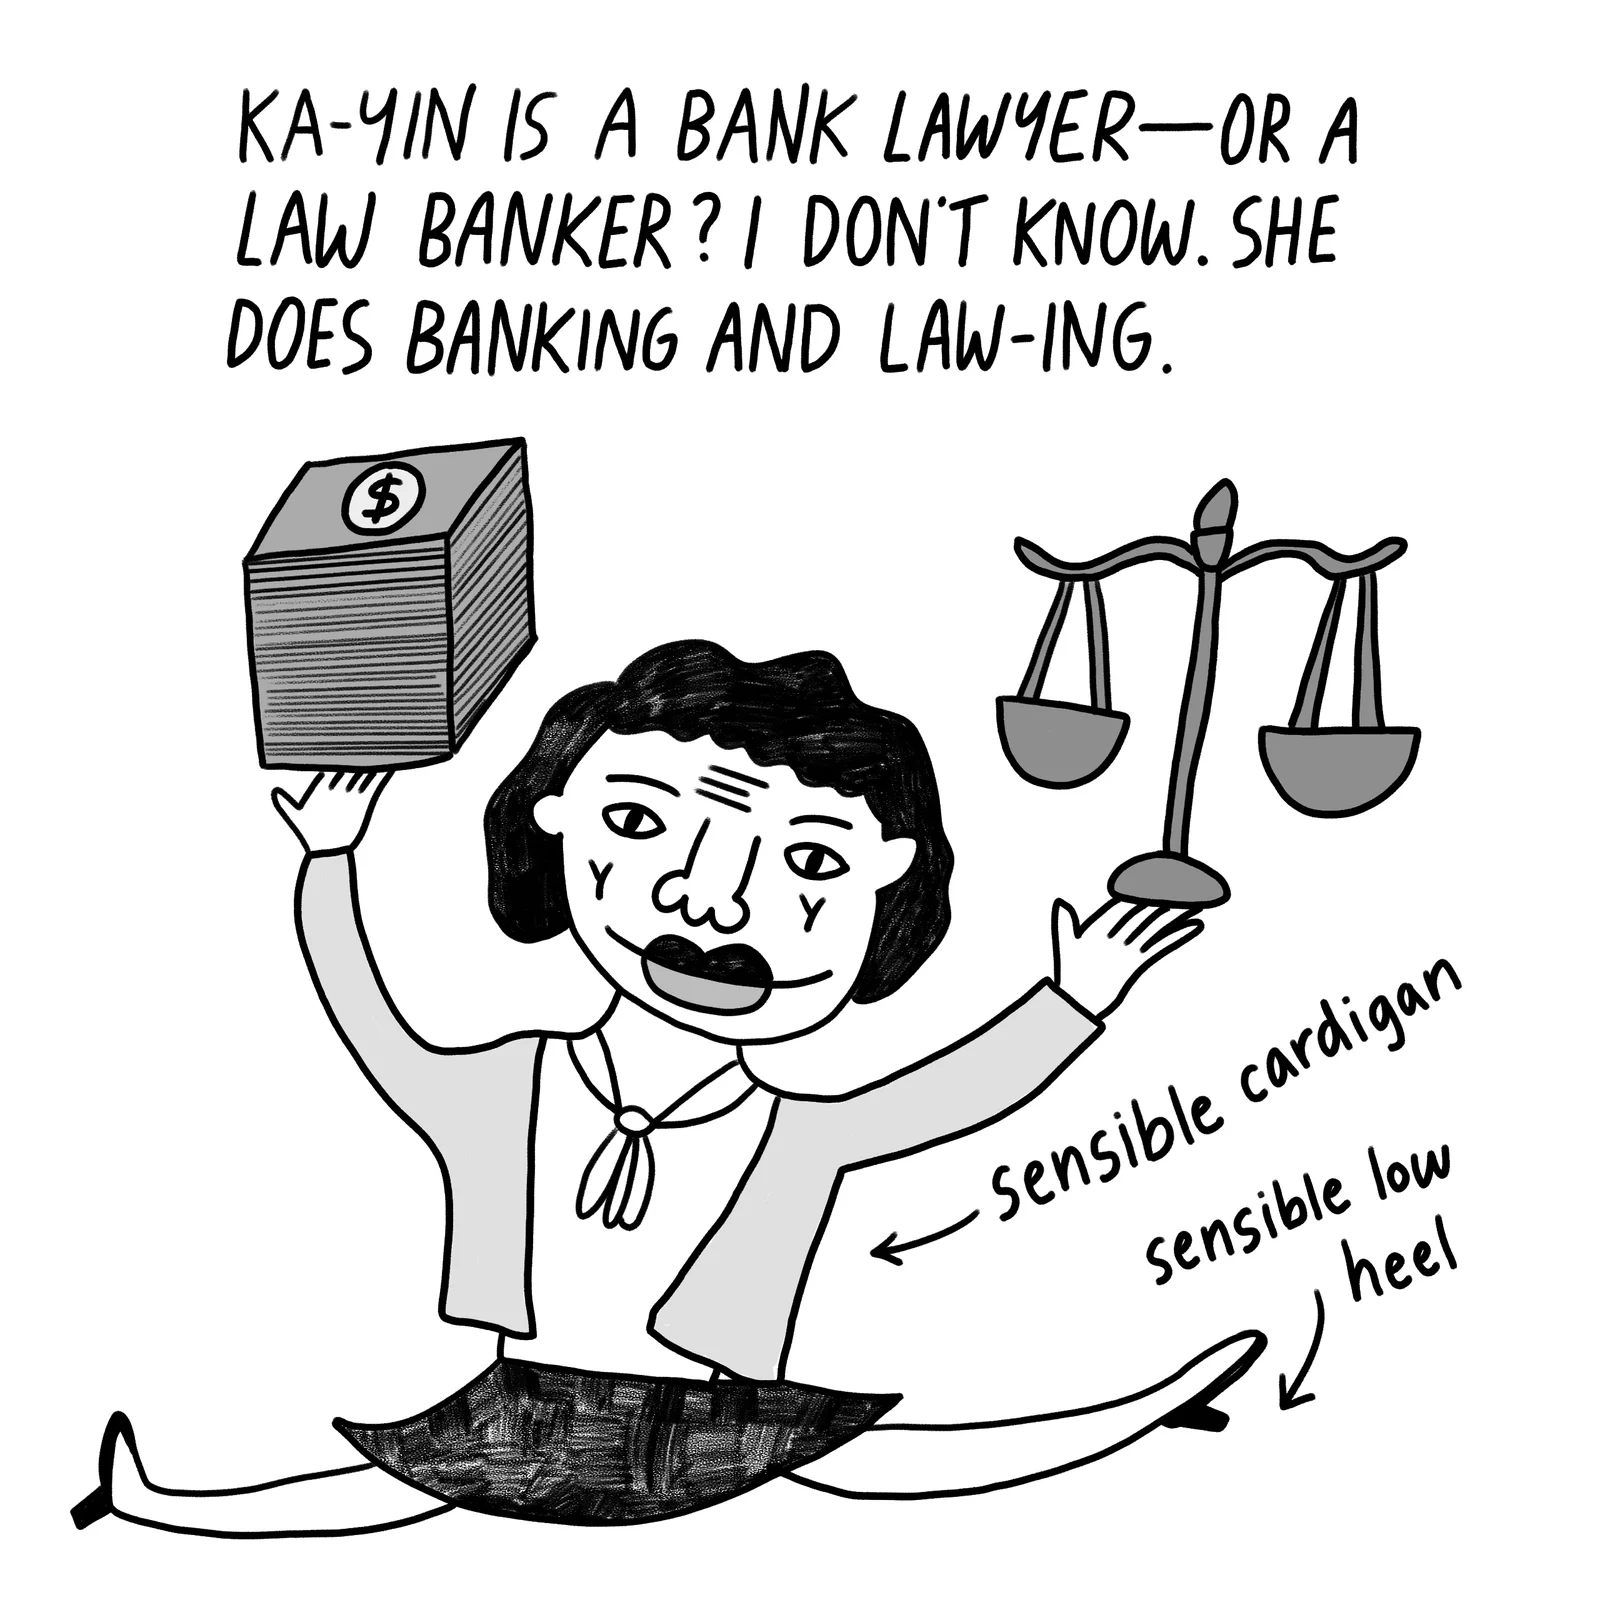 KA-YIN IS A BANK LAWYER—OR A
LAW BANKER? I DON'T KNOW. SHE
DOES BANKING AND LAW-ING.
$
sensible cardigan
sensible low
heel